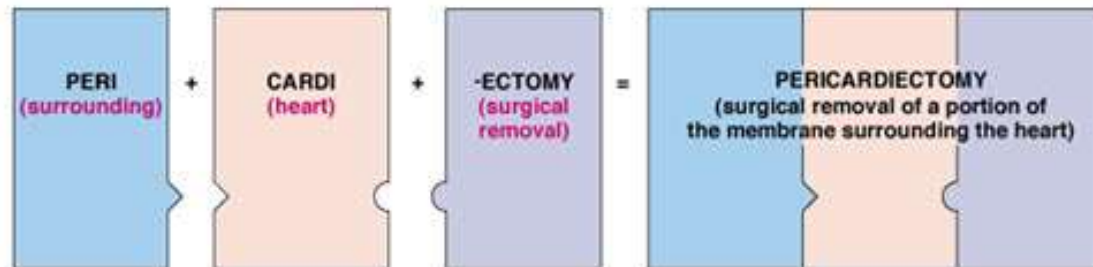 PERI
(surrounding)
+
CARDI
(heart)
+
-ECTOMY
(surgical
removal)
=
PERICARDIECTOMY
(surgical removal of a portion of
the membrane surrounding the heart)